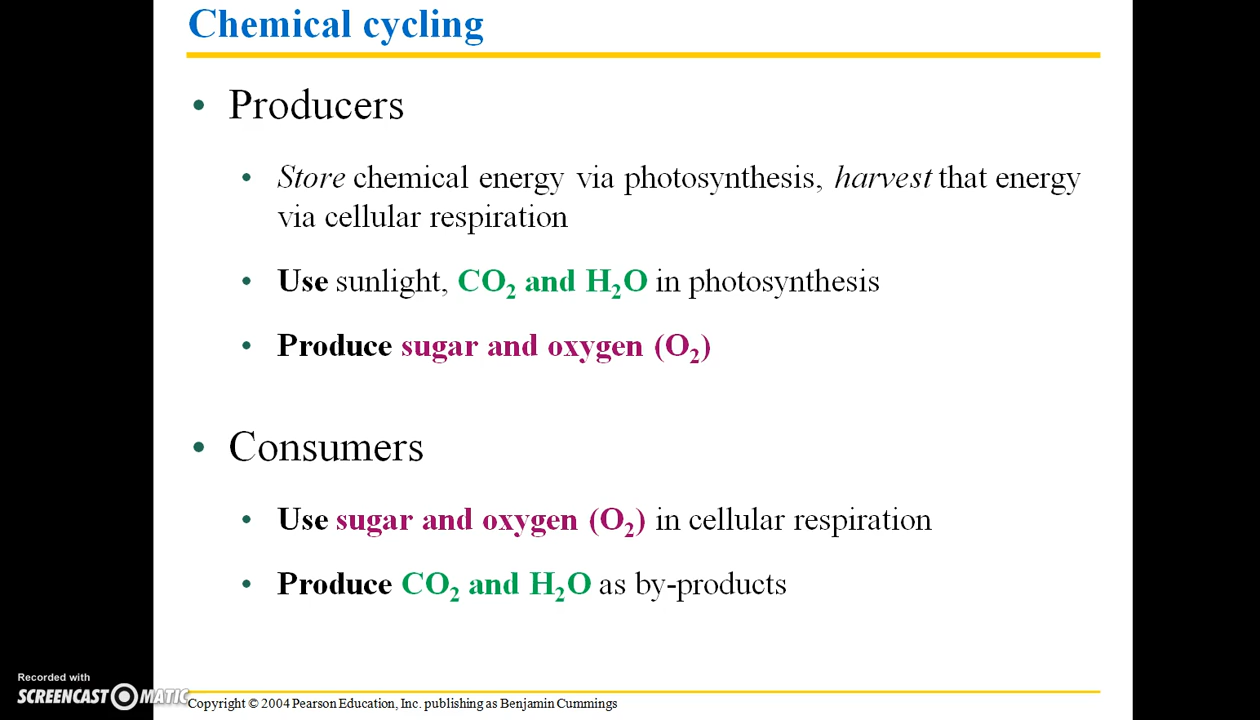 Chemical cycling
• Producers
• Store chemical energy via photosynthesis, harvest that energy
via cellular respiration
• Use sunlight, CO₂ and H₂O in photosynthesis
• Produce sugar and oxygen (O₂)
• Consumers
• Use sugar and oxygen (O₂) in cellular respiration
• Produce CO₂ and H₂O as by-products
Recorded with
SCREENCAST-O-MATIC
Copyright © 2004 Pearson Education, Inc. publishing as Benjamin Cummings